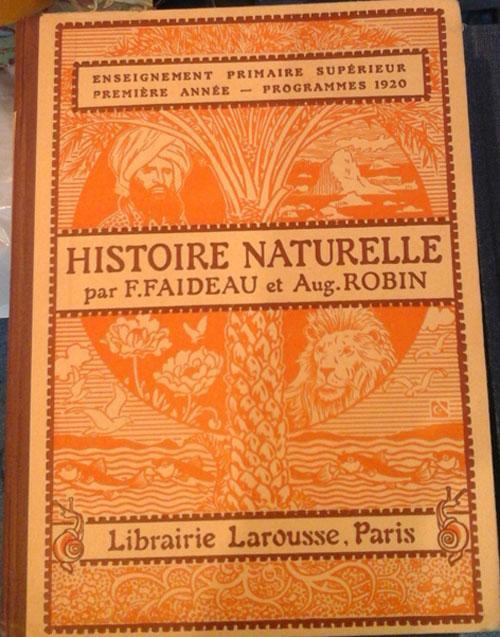 ENSEIGNEMENT PRIMAIRE SUPÉRIEUR
PREMIÈRE ANNÉE — PROGRAMMES 1920
HISTOIRE NATURELLE
par F.FAIDEAU et Aug.ROBIN
Librairie Larousse, Paris